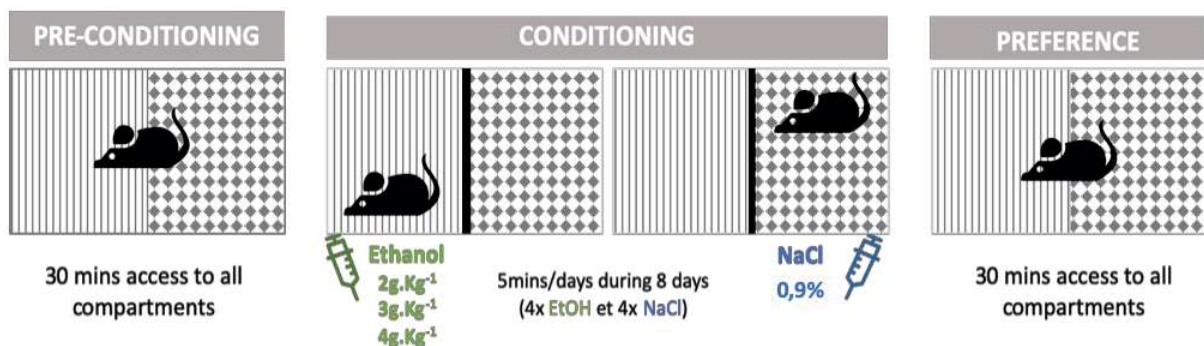 PRE-CONDITIONING
CONDITIONING
PREFERENCE
30 mins access to all
compartments
Ethanol
2g.Kg⁻¹
3g.Kg⁻¹
4g.Kg⁻¹
5mins/days during 8 days
(4x EtOH et 4x NaCl)
NaCl
0,9%
30 mins access to all
compartments